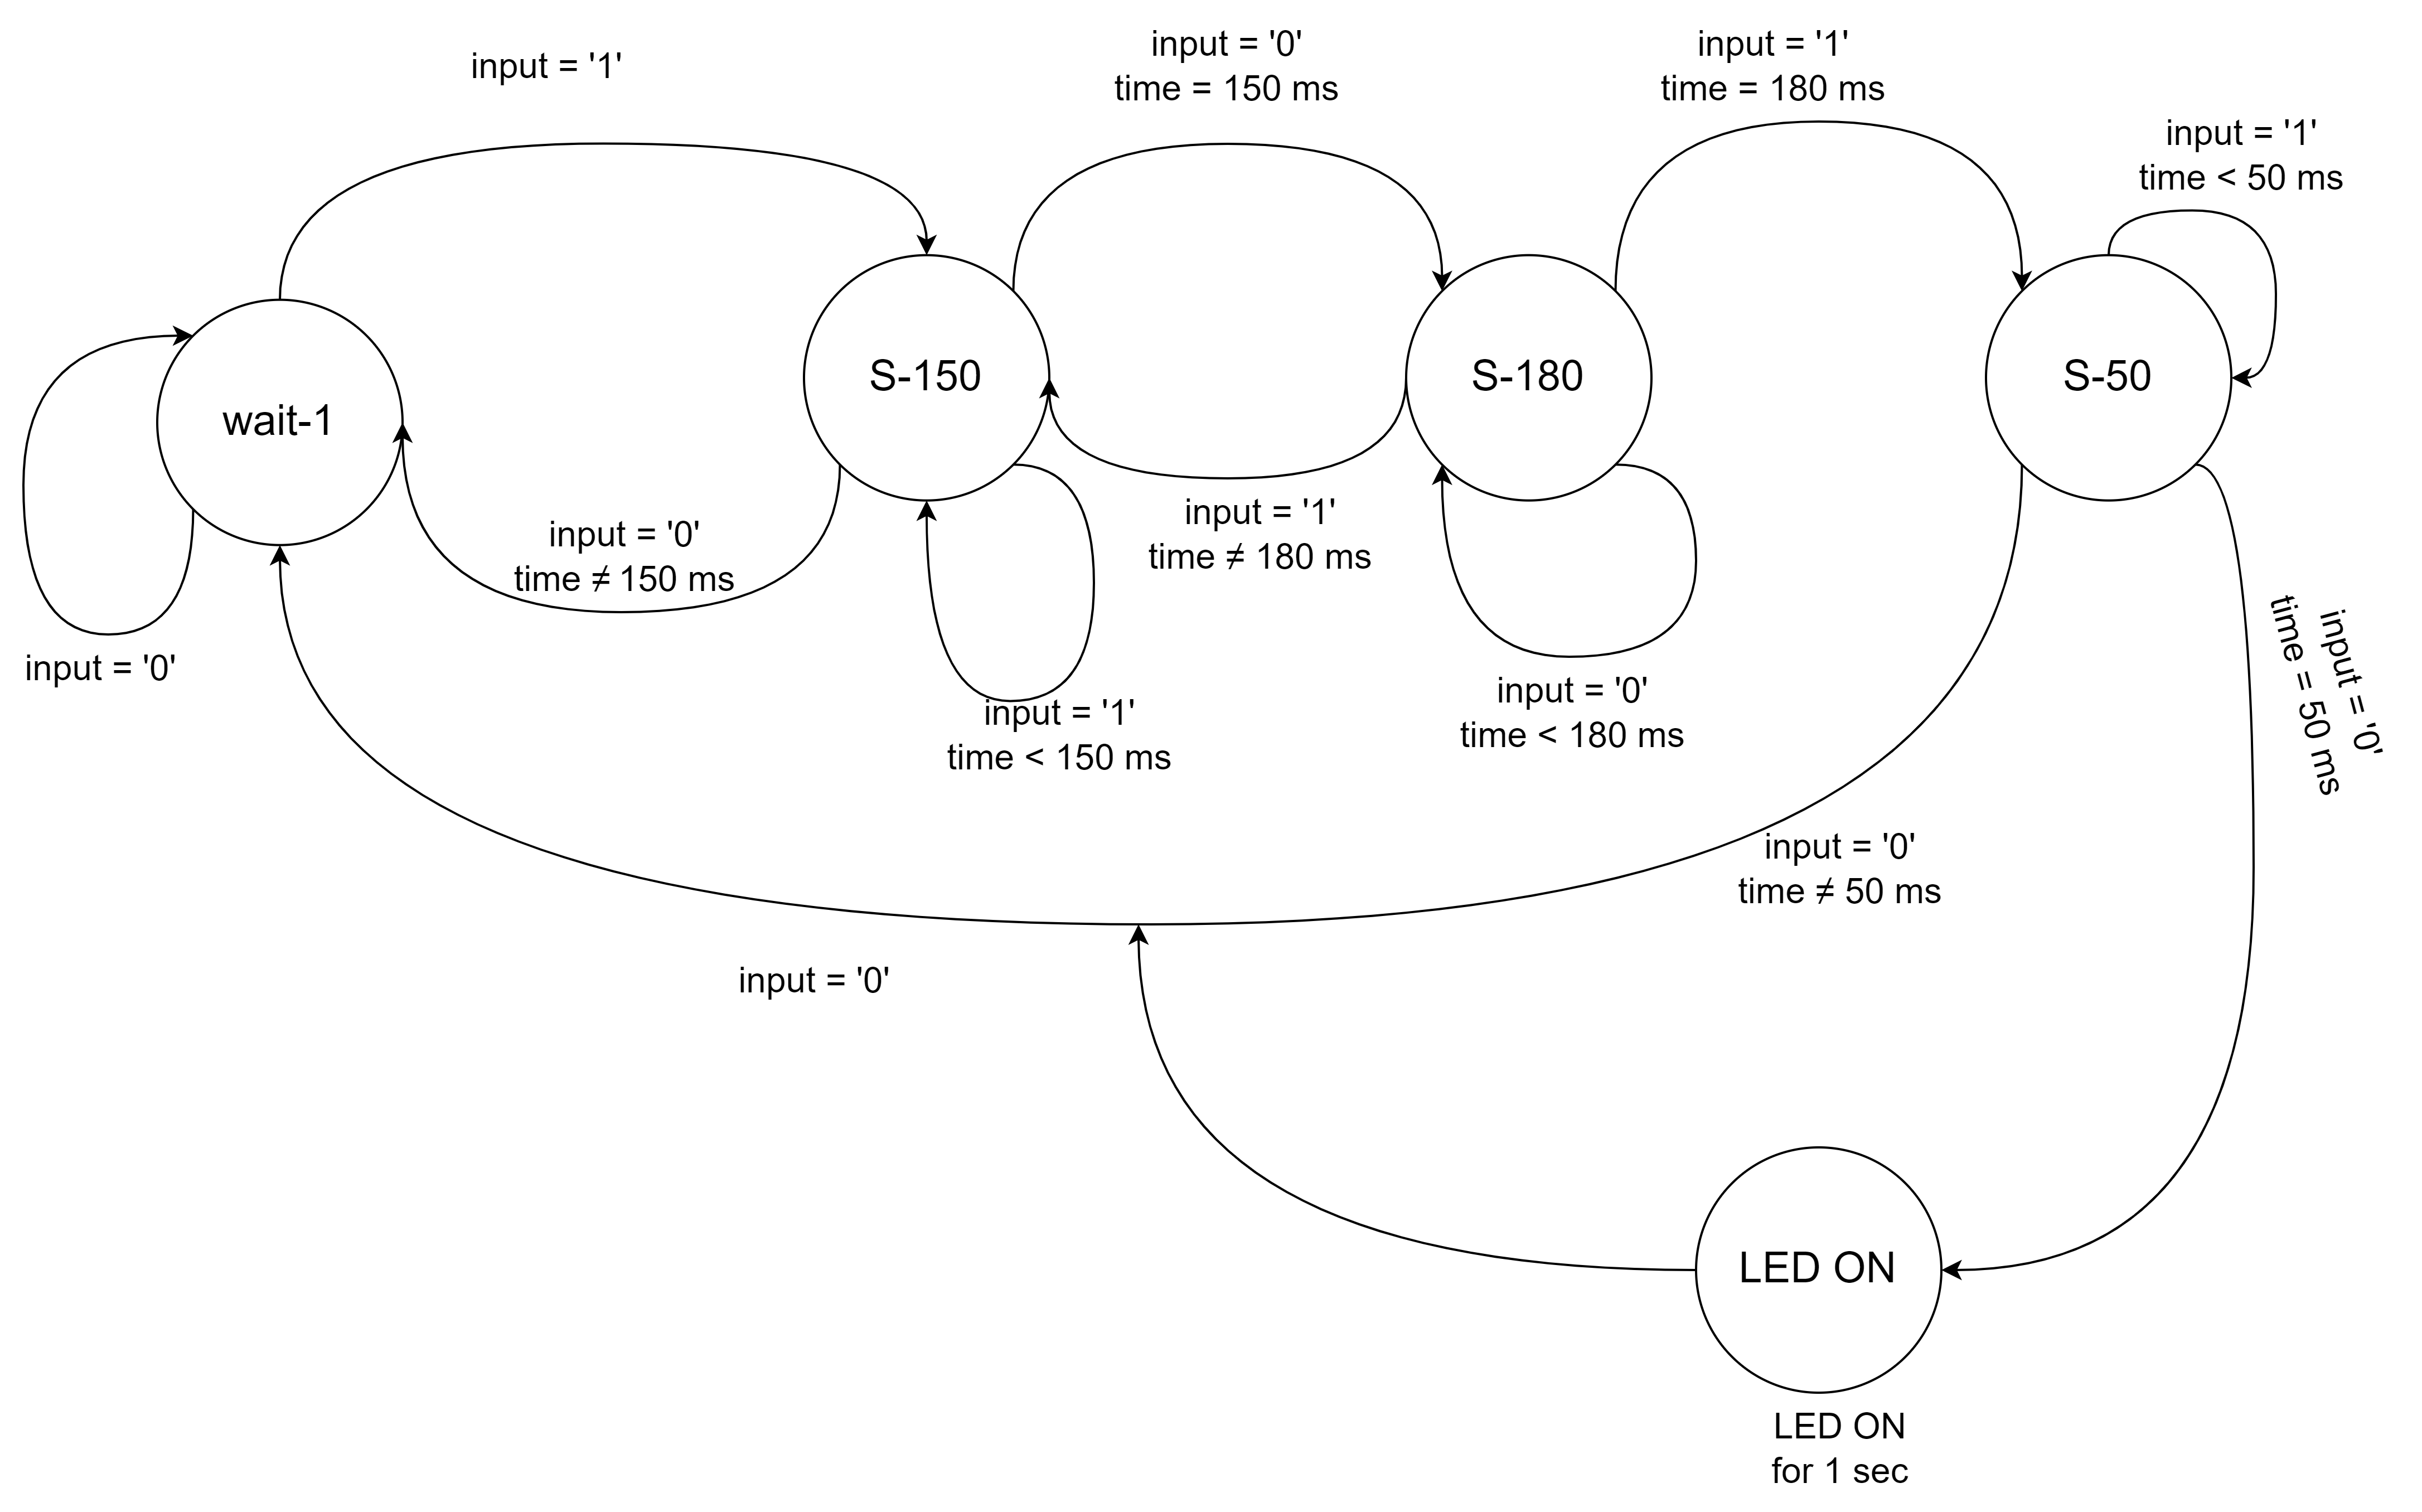 input = '1'
input = '0'
time = 150 ms
input = '1'
time = 180 ms
input = '1'
time < 50 ms
wait-1
S-150
S-180
S-50
input = '0'
time ≠ 150 ms
input = '1'
time ≠ 180 ms
input = '0'
input = '1'
time < 150 ms
input = '0'
time < 180 ms
input = '0'
time = 50 ms
input = '0'
time ≠ 50 ms
input = '0'
LED ON
LED ON
for 1 sec